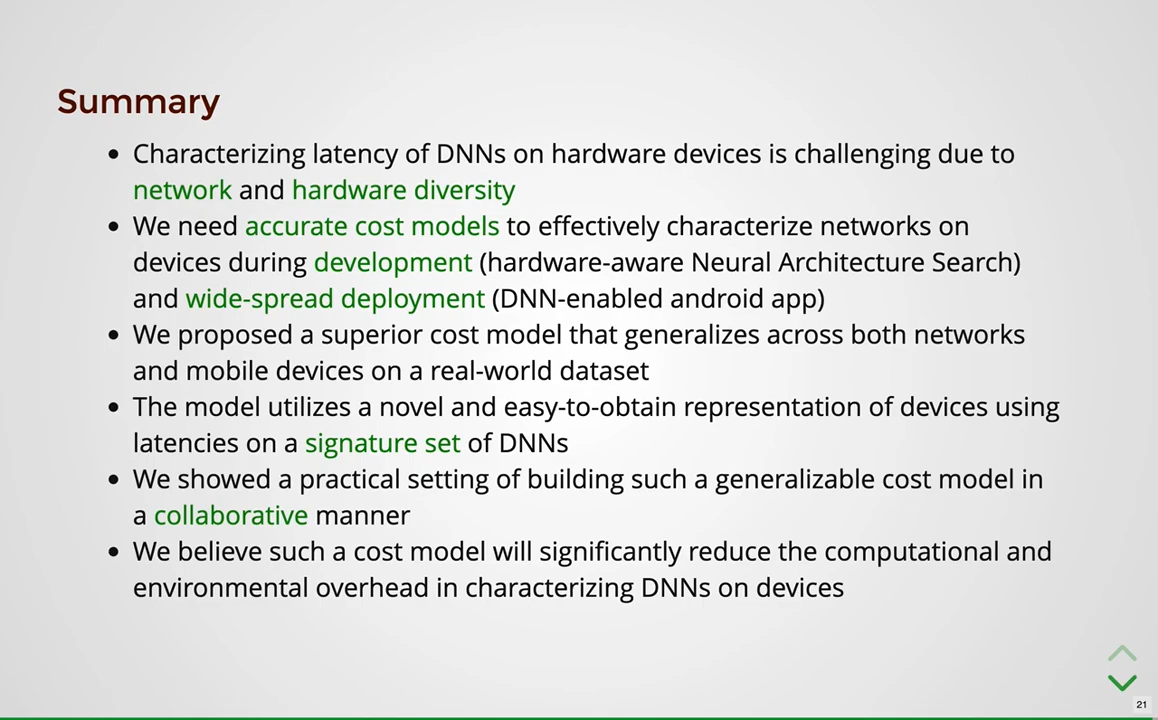 Summary
• Characterizing latency of DNNs on hardware devices is challenging due to
network and hardware diversity
• We need accurate cost models to effectively characterize networks on
devices during development (hardware-aware Neural Architecture Search)
and wide-spread deployment (DNN-enabled android app)
• We proposed a superior cost model that generalizes across both networks
and mobile devices on a real-world dataset
• The model utilizes a novel and easy-to-obtain representation of devices using
latencies on a signature set of DNNs
• We showed a practical setting of building such a generalizable cost model in
a collaborative manner
• We believe such a cost model will significantly reduce the computational and
environmental overhead in characterizing DNNs on devices
21